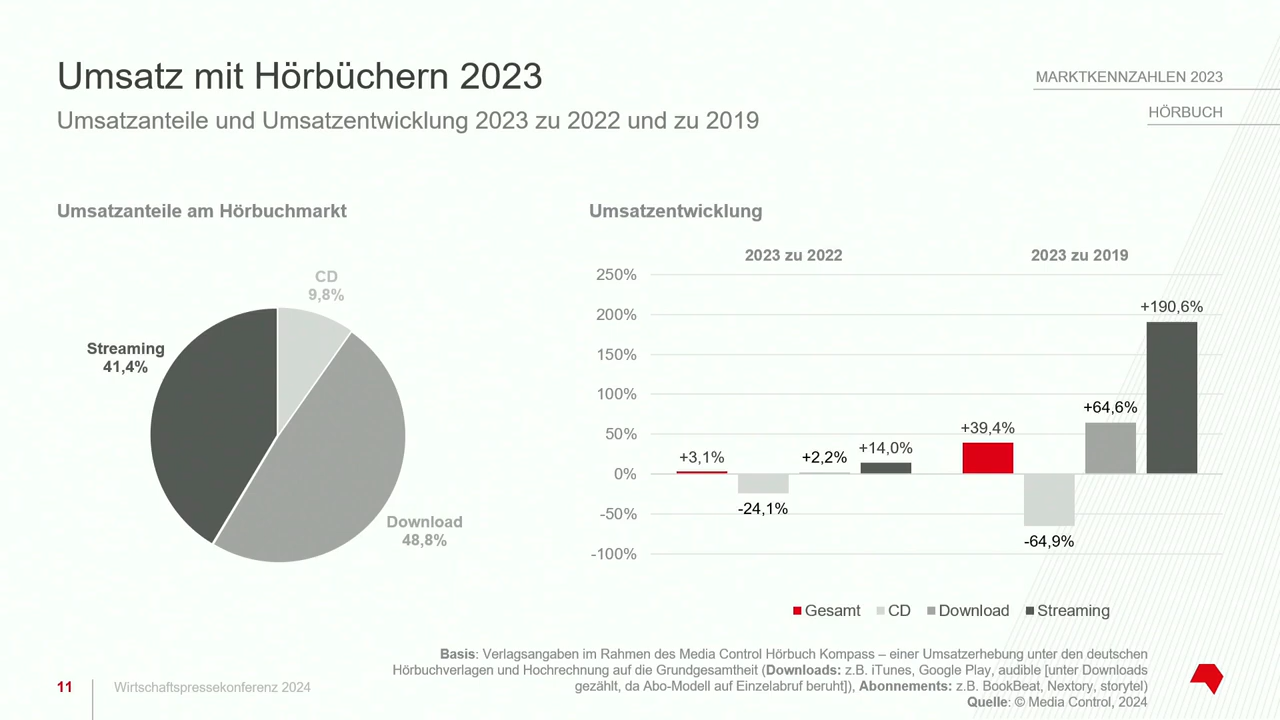 Umsatz mit Hörbüchern 2023
Umsatzanteile und Umsatzentwicklung 2023 zu 2022 und zu 2019
MARKTKENNZAHLEN 2023
HÖRBUCH
Umsatzanteile am Hörbuchmarkt
CD
9,8%
Streaming
41,4%
Download
48,8%
Umsatzentwicklung
2023 zu 2022
2023 zu 2019
250%
200%
150%
100%
50%
0%
-50%
-100%
+3,1%
-24,1%
+2,2%
+14,0%
+39,4%
-64,9%
+64,6%
+190,6%
Gesamt
CD
Download
Streaming
Basis: Verlagsangaben im Rahmen des Media Control Hörbuch Kompass – einer Umsatzerhebung unter den deutschen
Hörbuchverlagen und Hochrechnung auf die Grundgesamtheit (Downloads: z.B. iTunes, Google Play, audible [unter Downloads
gezählt, da Abo-Modell auf Einzelabruf beruht]), Abonnements: z.B. BookBeat, Nextory, storytel)
Quelle: © Media Control, 2024
11
Wirtschaftspressekonferenz 2024